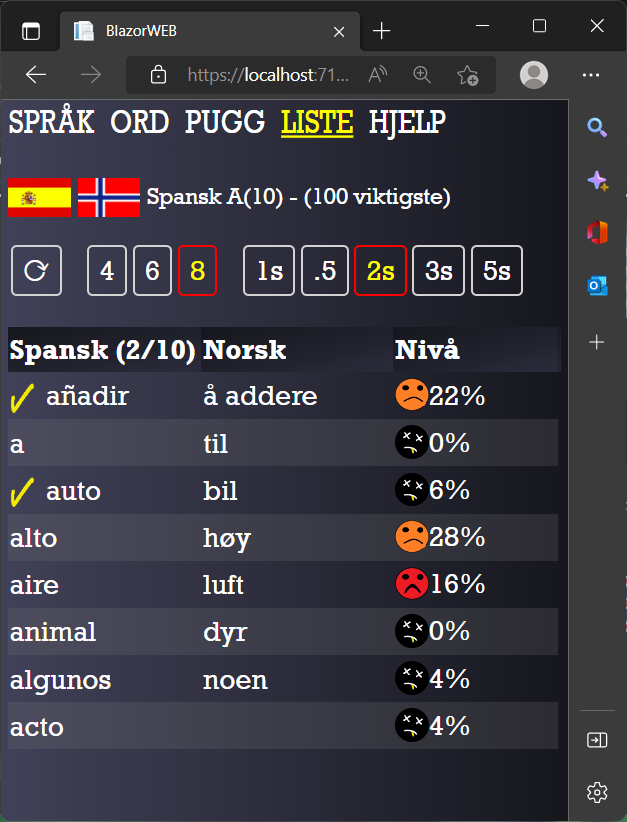 BlazorWEB
https://localhost:71...
SPRÅK ORD PUGG LISTE HJELP
Spansk A(10) - (100 viktigste)
4 6 8 1s .5 2s 3s 5s
Spansk (2/10) Norsk Nivå
añadir å addere 22%
a til 0%
auto bil 6%
alto høy 28%
aire luft 16%
animal dyr 0%
algunos noen 4%
acto 4%